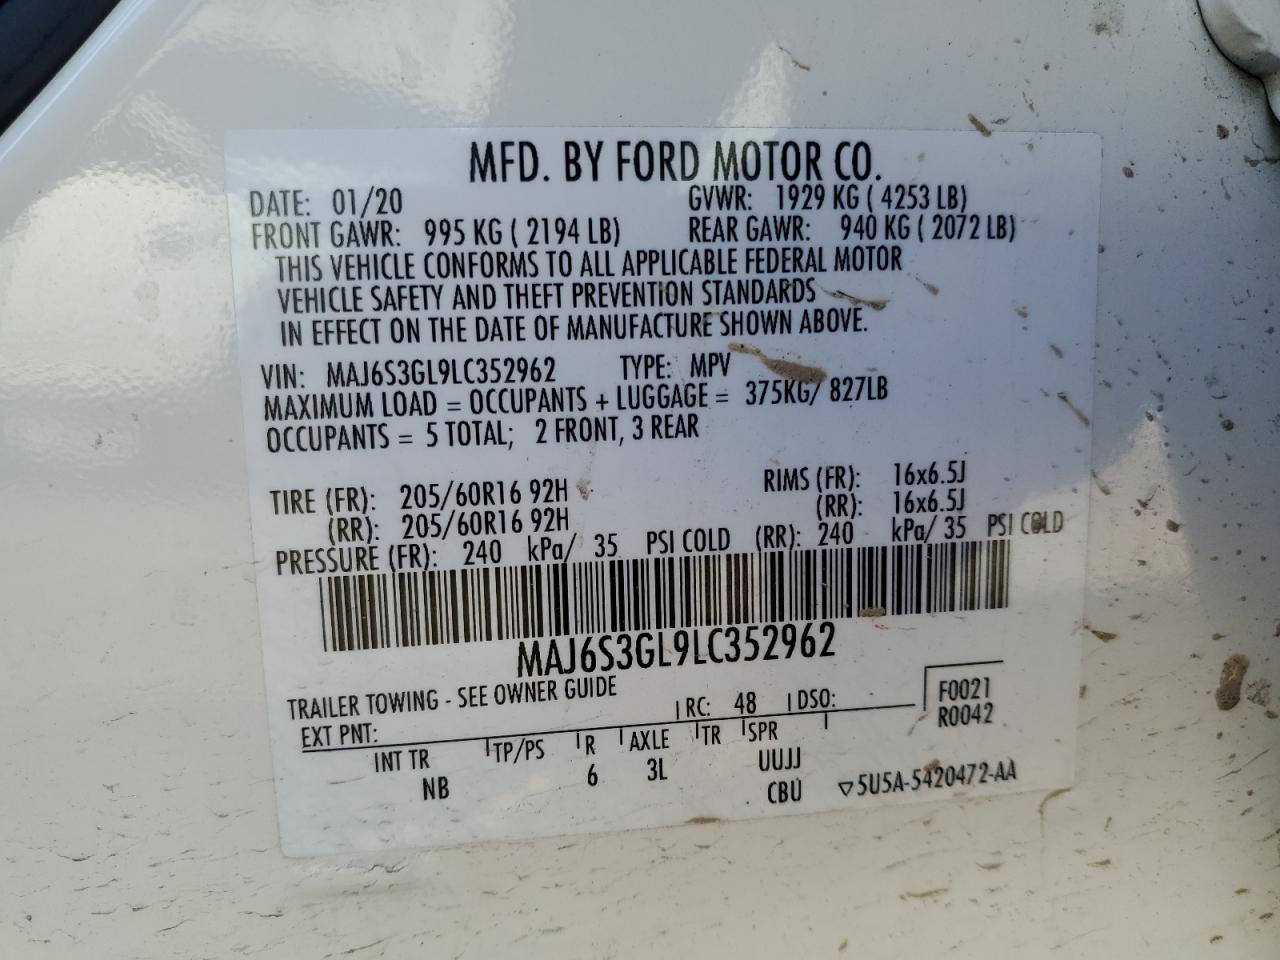 MFD. BY FORD MOTOR CO.
DATE: 01/20 GVWR: 1929 KG ( 4253 LB)
FRONT GAWR: 995 KG ( 2194 LB) REAR GAWR: 940 KG ( 2072 LB)
THIS VEHICLE CONFORMS TO ALL APPLICABLE FEDERAL MOTOR
VEHICLE SAFETY AND THEFT PREVENTION STANDARDS
IN EFFECT ON THE DATE OF MANUFACTURE SHOWN ABOVE.
VIN: MAJ6S3GL9LC352962 TYPE: MPV
MAXIMUM LOAD = OCCUPANTS + LUGGAGE = 375KG/ 827LB
OCCUPANTS = 5 TOTAL; 2 FRONT, 3 REAR
TIRE (FR): 205/60R16 92H RIMS (FR): 16x6.5J
(RR): 205/60R16 92H (RR): 16x6.5J
PRESSURE (FR): 240 kPa/ 35 PSI COLD (RR): 240 kPa/ 35 PSI COLD
MAJ6S3GL9LC352962
TRAILER TOWING - SEE OWNER GUIDE
EXT PNT: RC: 48 DSO: F0021
R0042
INT TR TP/PS R AXLE TR SPR
NB 6 3L UUJJ
CBU ▽5U5A-5420472-AA